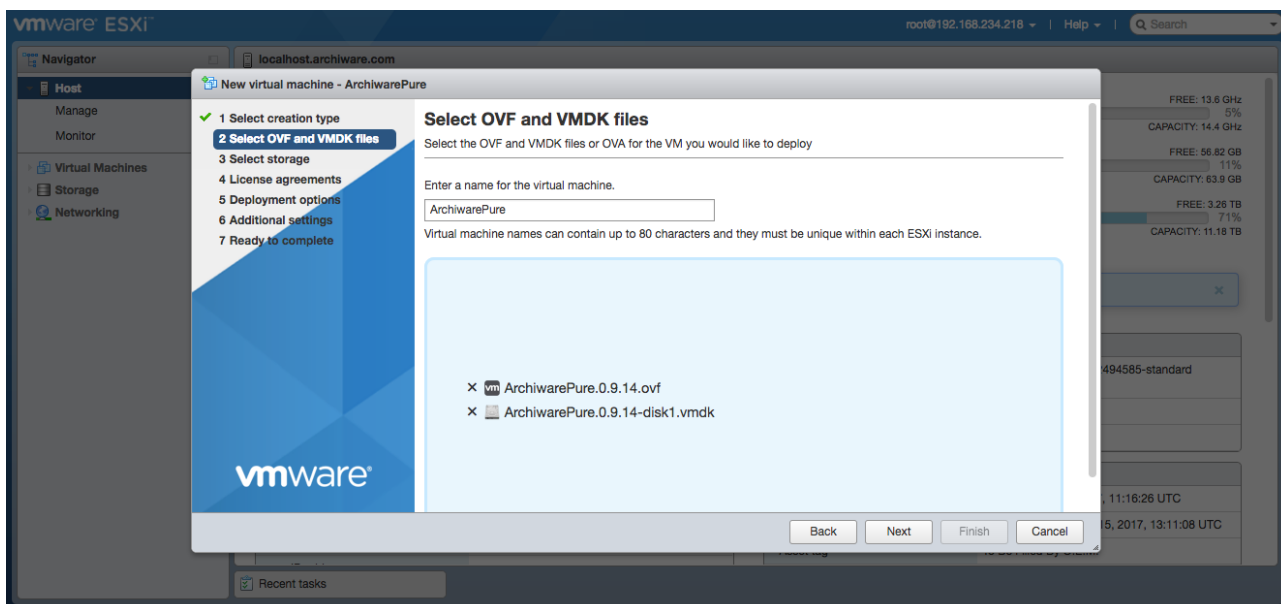 vmware ESXi™
root@192.168.234.218 | Help | Search
Navigator
localhost.archiware.com
Host
Manage
Monitor
Virtual Machines
Storage
Networking
New virtual machine - ArchiwarePure
1 Select creation type
2 Select OVF and VMDK files
3 Select storage
4 License agreements
5 Deployment options
6 Additional settings
7 Ready to complete
vmware®
Select OVF and VMDK files
Select the OVF and VMDK files or OVA for the VM you would like to deploy
Enter a name for the virtual machine.
ArchiwarePure
Virtual machine names can contain up to 80 characters and they must be unique within each ESXi instance.
ArchiwarePure.0.9.14.ovf
ArchiwarePure.0.9.14-disk1.vmdk
Back Next Finish Cancel
FREE: 13.6 GHz
5%
CAPACITY: 14.4 GHz
FREE: 56.82 GB
11%
CAPACITY: 63.9 GB
FREE: 3.26 TB
71%
CAPACITY: 11.18 TB
494585-standard
, 11:16:26 UTC
15, 2017, 13:11:08 UTC
Recent tasks